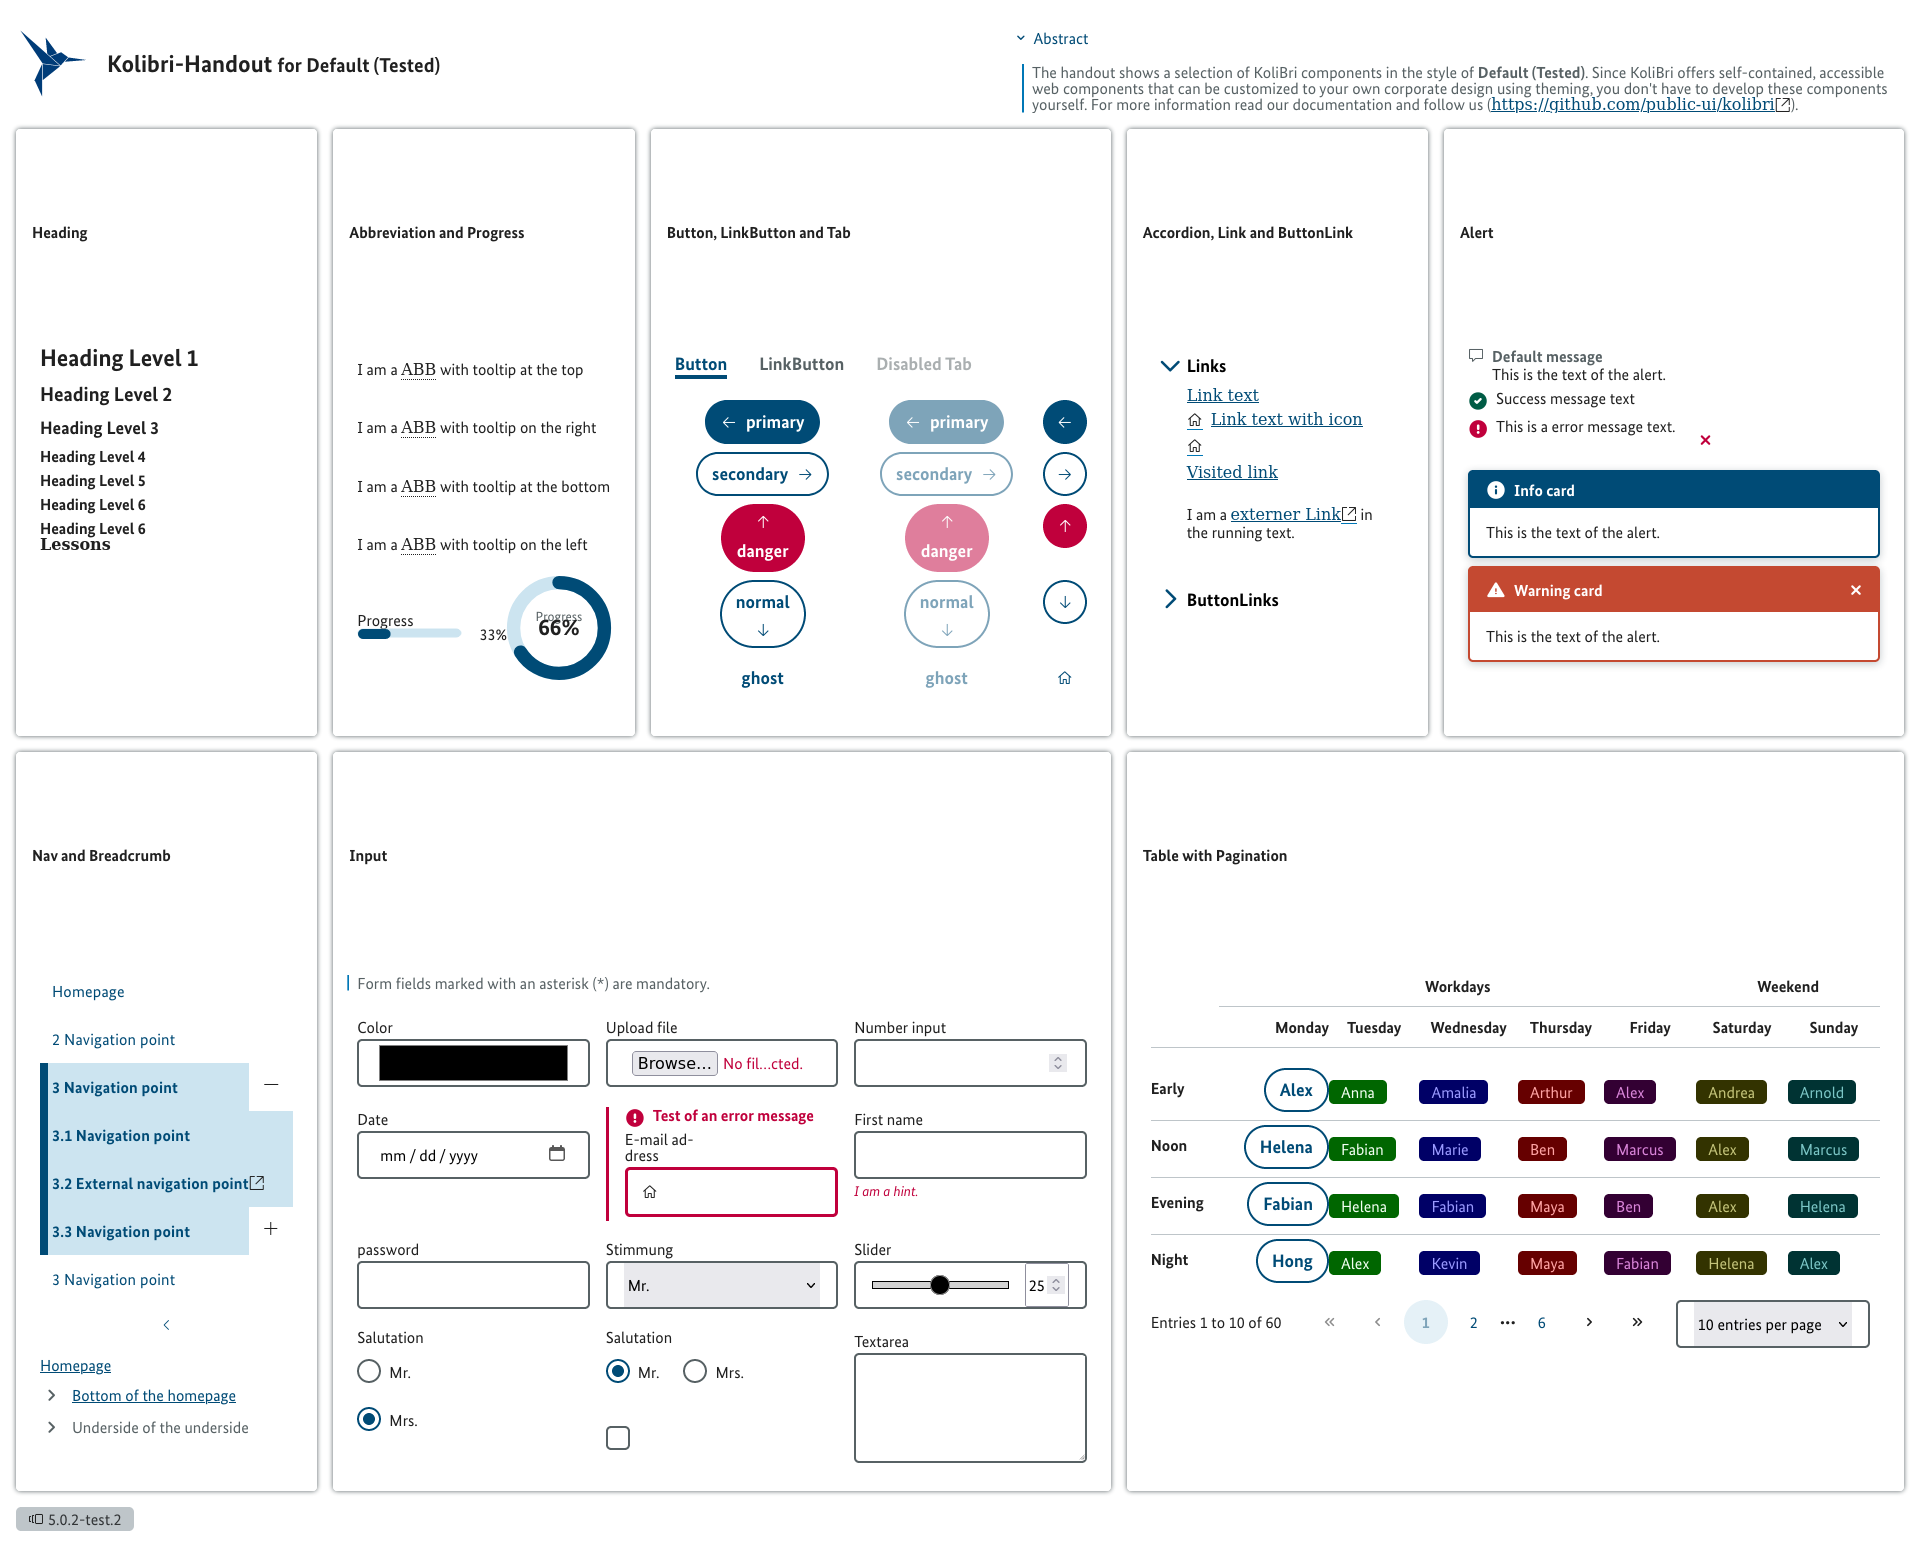 Kolibri-Handout for Default (Tested)
Abstract
The handout shows a selection of KoliBri components in the style of Default (Tested). Since KoliBri offers self-contained, accessible
web components that can be customized to your own corporate design using theming, you don't have to develop these components
yourself. For more information read our documentation and follow us (https://github.com/public-ui/kolibri).
Heading
Heading Level 1
Heading Level 2
Heading Level 3
Heading Level 4
Heading Level 5
Heading Level 6
Heading Level 6
Lessons
Abbreviation and Progress
I am a ABB with tooltip at the top
I am a ABB with tooltip on the right
I am a ABB with tooltip at the bottom
I am a ABB with tooltip on the left
Progress
33%
Progress
66%
Button, LinkButton and Tab
Button LinkButton Disabled Tab
← primary ← primary ←
secondary → secondary → →
↑ ↑ ↑
danger danger
normal normal ↓
↓ ↓
ghost ghost
Accordion, Link and ButtonLink
Links
Link text
Link text with icon
Visited link
I am a externer Link in
the running text.
ButtonLinks
Alert
Default message
This is the text of the alert.
Success message text
This is a error message text.
Info card
This is the text of the alert.
Warning card
This is the text of the alert.
Nav and Breadcrumb
Homepage
2 Navigation point
3 Navigation point
3.1 Navigation point
3.2 External navigation point
3.3 Navigation point
3 Navigation point
Homepage
Bottom of the homepage
Underside of the underside
Input
Form fields marked with an asterisk (*) are mandatory.
Color Upload file Number input
Browse... No fil...cted.
Date
mm / dd / yyyy
Test of an error message
E-mail ad-
dress
First name
I am a hint.
password Stimmung Slider
Mr. 25
Salutation
Mr.
Mrs.
Salutation
Mr. Mrs.
Textarea
Table with Pagination
Workdays Weekend
Monday Tuesday Wednesday Thursday Friday Saturday Sunday
Early Alex Anna Amalia Arthur Alex Andrea Arnold
Noon Helena Fabian Marie Ben Marcus Alex Marcus
Evening Fabian Helena Fabian Maya Ben Alex Helena
Night Hong Alex Kevin Maya Fabian Helena Alex
Entries 1 to 10 of 60 « ‹ 1 2 ••• 6 › » 10 entries per page
5.0.2-test.2